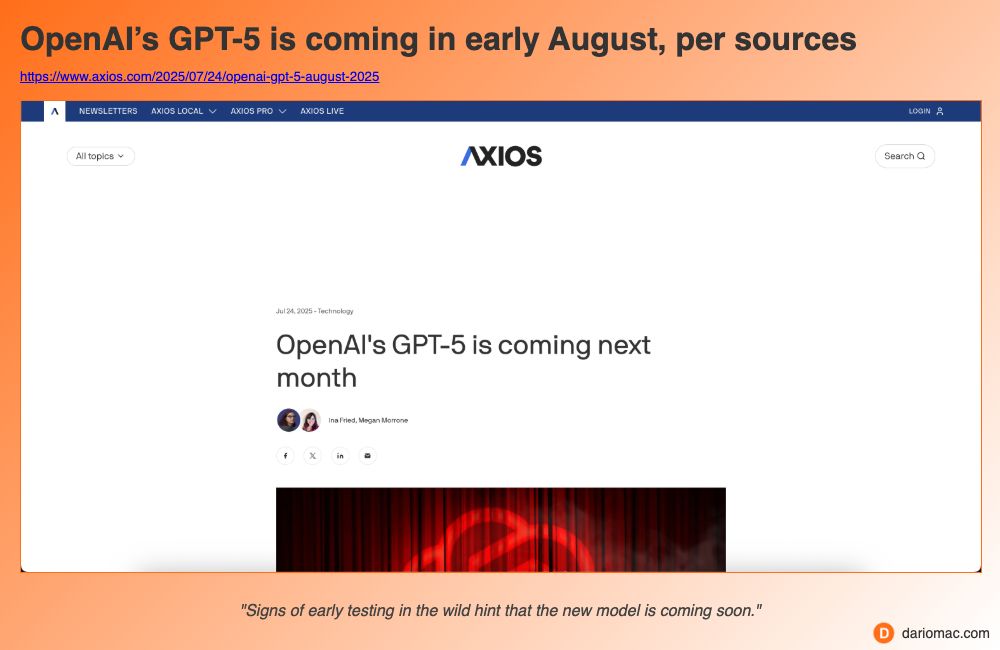 OpenAI’s GPT-5 is coming in early August, per sources
https://www.axios.com/2025/07/24/openai-gpt-5-august-2025
NEWSLETTERS AXIOS LOCAL AXIOS PRO AXIOS LIVE LOGIN
All topics AXIOS Search
Jul 24, 2025 - Technology
OpenAI's GPT-5 is coming next
month
Ina Fried, Megan Morrone
"Signs of early testing in the wild hint that the new model is coming soon."
D dariomac.com